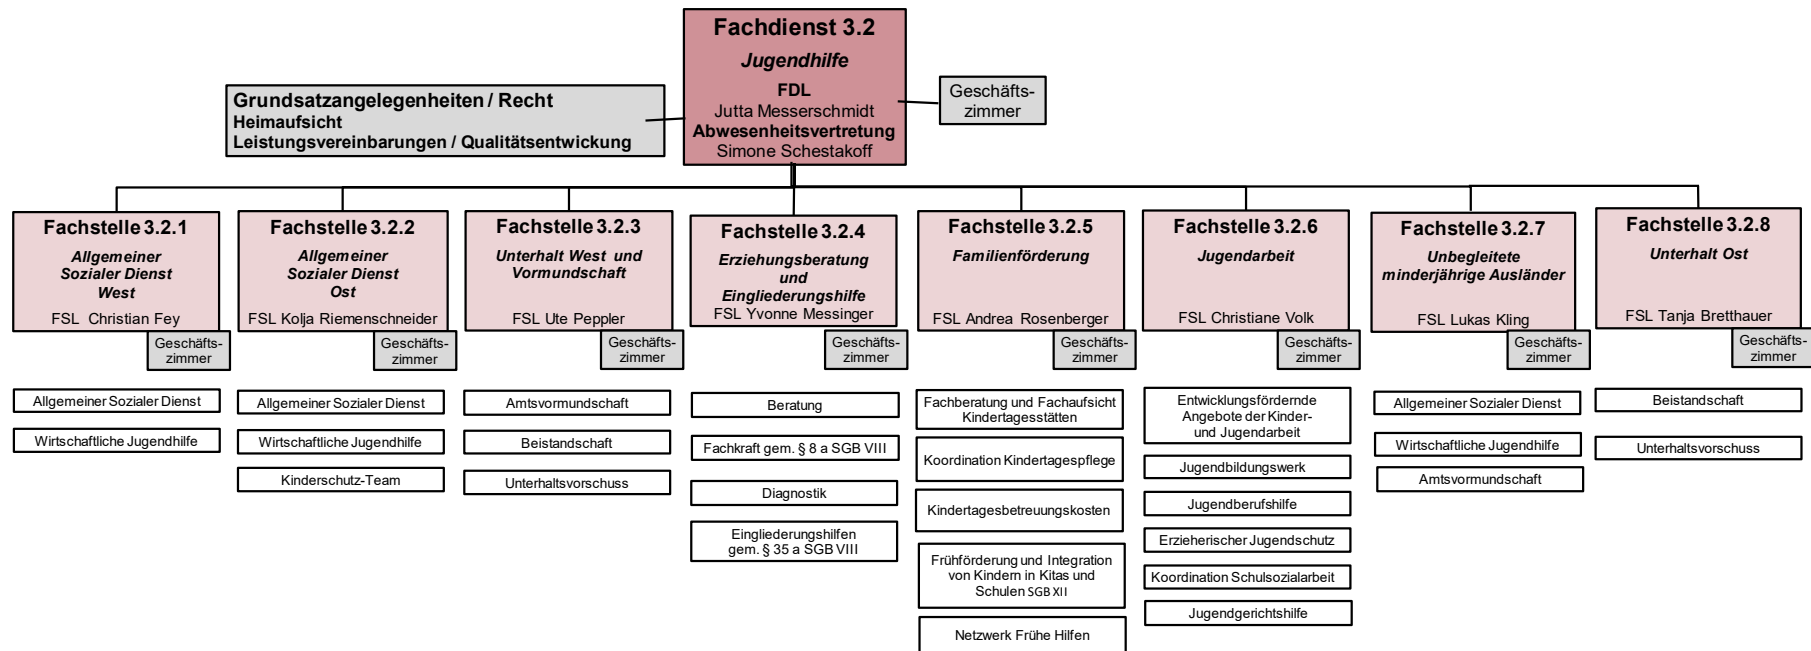 Fachdienst 3.2
Jugendhilfe
FDL
Jutta Messerschmidt
Abwesenheitsvertretung
Simone Schestakoff
Grundsatzangelegenheiten / Recht
Heimaufsicht
Leistungsvereinbarungen / Qualitätsentwickung
Geschäfts-
zimmer
Fachstelle 3.2.1
Allgemeiner
Sozialer Dienst
West
FSL Christian Fey
Geschäfts-
zimmer
Allgemeiner Sozialer Dienst
Wirtschaftliche Jugendhilfe
Fachstelle 3.2.2
Allgemeiner
Sozialer Dienst
Ost
FSL Kolja Riemenschneider
Geschäfts-
zimmer
Allgemeiner Sozialer Dienst
Wirtschaftliche Jugendhilfe
Kinderschutz-Team
Fachstelle 3.2.3
Unterhalt West und
Vormundschaft
FSL Ute Peppler
Geschäfts-
zimmer
Amtsvormundschaft
Beistandschaft
Unterhaltsvorschuss
Fachstelle 3.2.4
Erziehungsberatung
und
Eingliederungshilfe
FSL Yvonne Messinger
Geschäfts-
zimmer
Beratung
Fachkraft gem. § 8 a SGB VIII
Diagnostik
Eingliederungshilfen
gem. § 35 a SGB VIII
Fachstelle 3.2.5
Familienförderung
FSL Andrea Rosenberger
Geschäfts-
zimmer
Fachberatung und Fachaufsicht
Kindertagesstätten
Koordination Kindertagespflege
Kindertagesbetreuungskosten
Frühförderung und Integration
von Kindern in Kitas und
Schulen SGB XII
Netzwerk Frühe Hilfen
Fachstelle 3.2.6
Jugendarbeit
FSL Christiane Volk
Geschäfts-
zimmer
Entwicklungsfördernde
Angebote der Kinder-
und Jugendarbeit
Jugendbildungswerk
Jugendberufshilfe
Erzieherischer Jugendschutz
Koordination Schulsozialarbeit
Jugendgerichtshilfe
Fachstelle 3.2.7
Unbegleitete
minderjährige Ausländer
FSL Lukas Kling
Geschäfts-
zimmer
Allgemeiner Sozialer Dienst
Wirtschaftliche Jugendhilfe
Amtsvormundschaft
Fachstelle 3.2.8
Unterhalt Ost
FSL Tanja Bretthauer
Geschäfts-
zimmer
Beistandschaft
Unterhaltsvorschuss